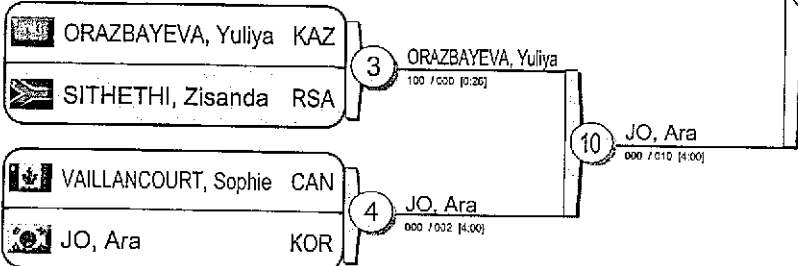 ORAZBAYEVA, Yuliya KAZ
SITHETHI, Zisanda RSA
3
ORAZBAYEVA, Yuliya
100 / 000 [0:26]
10
JO, Ara
000 / 010 [4:00]
VAILLANCOURT, Sophie CAN
JO, Ara KOR
4
JO, Ara
000 / 002 [4:00]